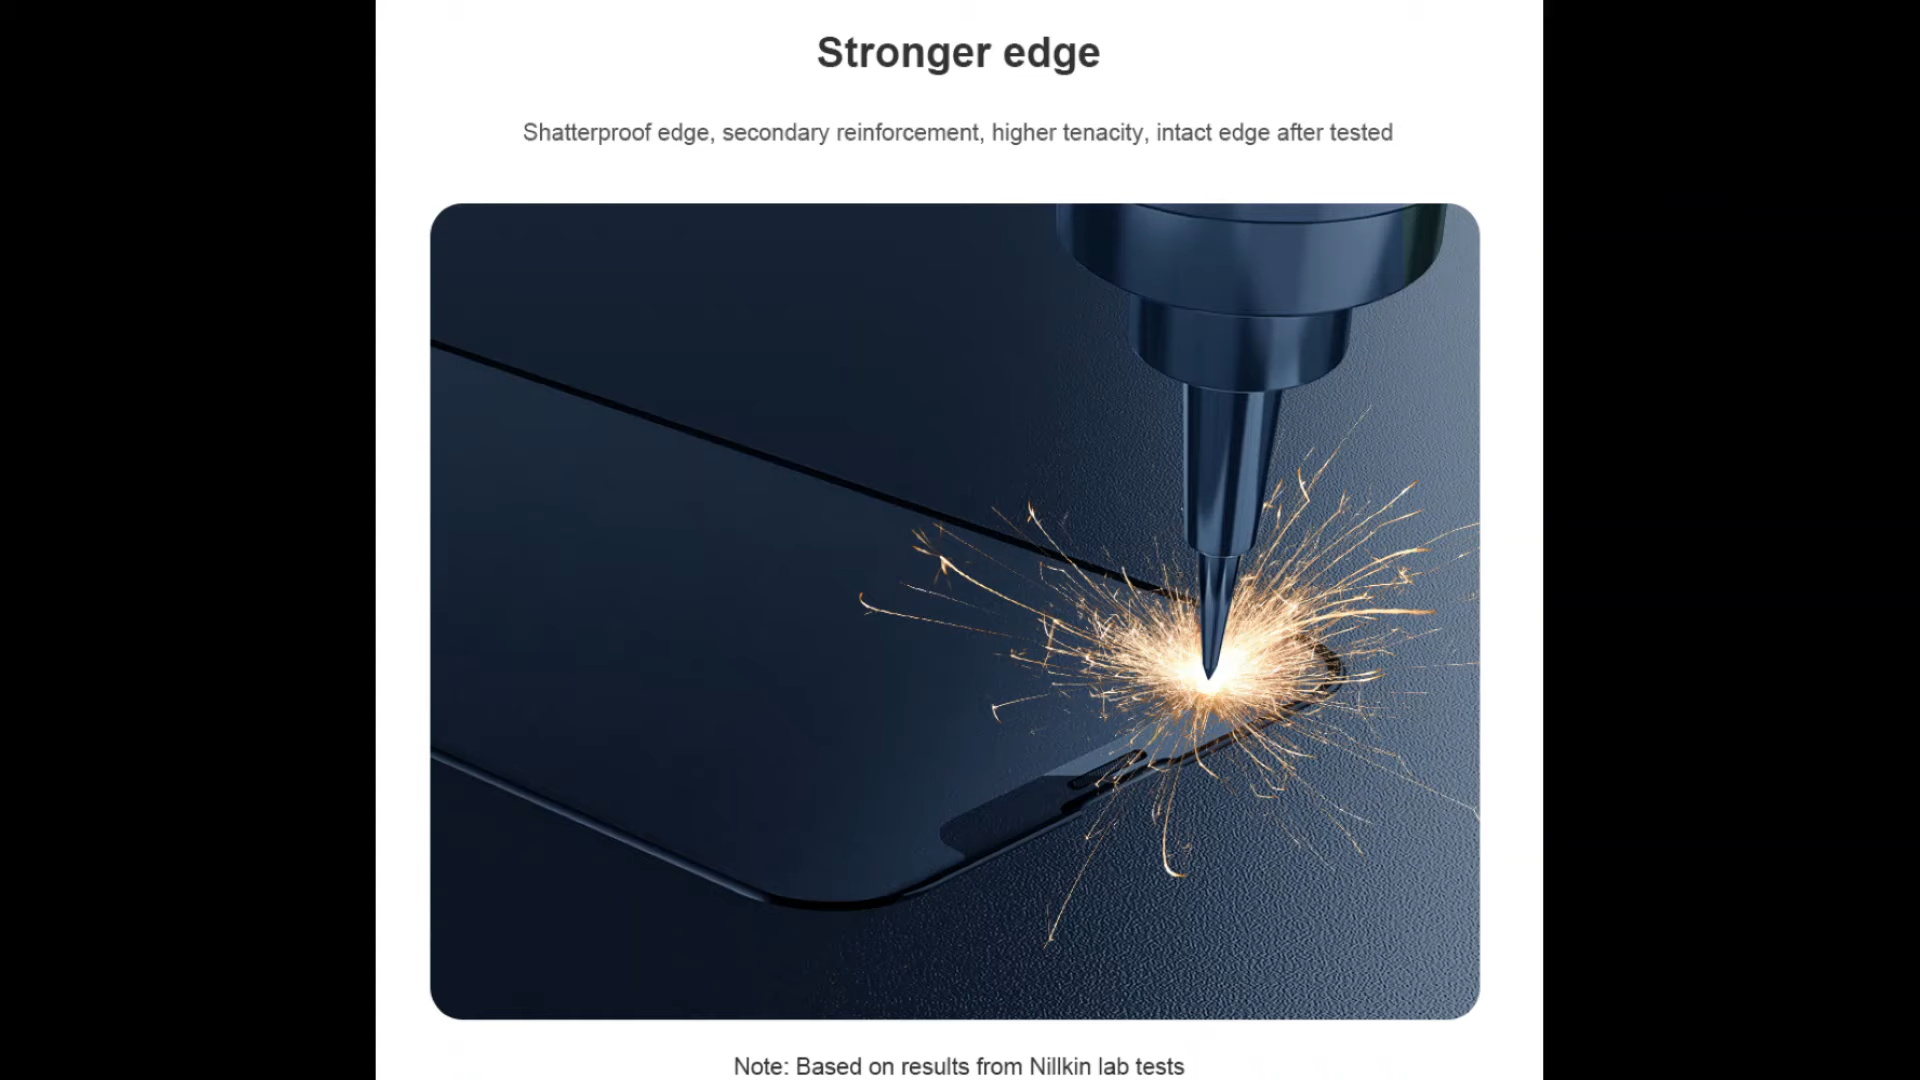 Stronger edge
Shatterproof edge, secondary reinforcement, higher tenacity, intact edge after tested
Note: Based on results from Nillkin lab tests